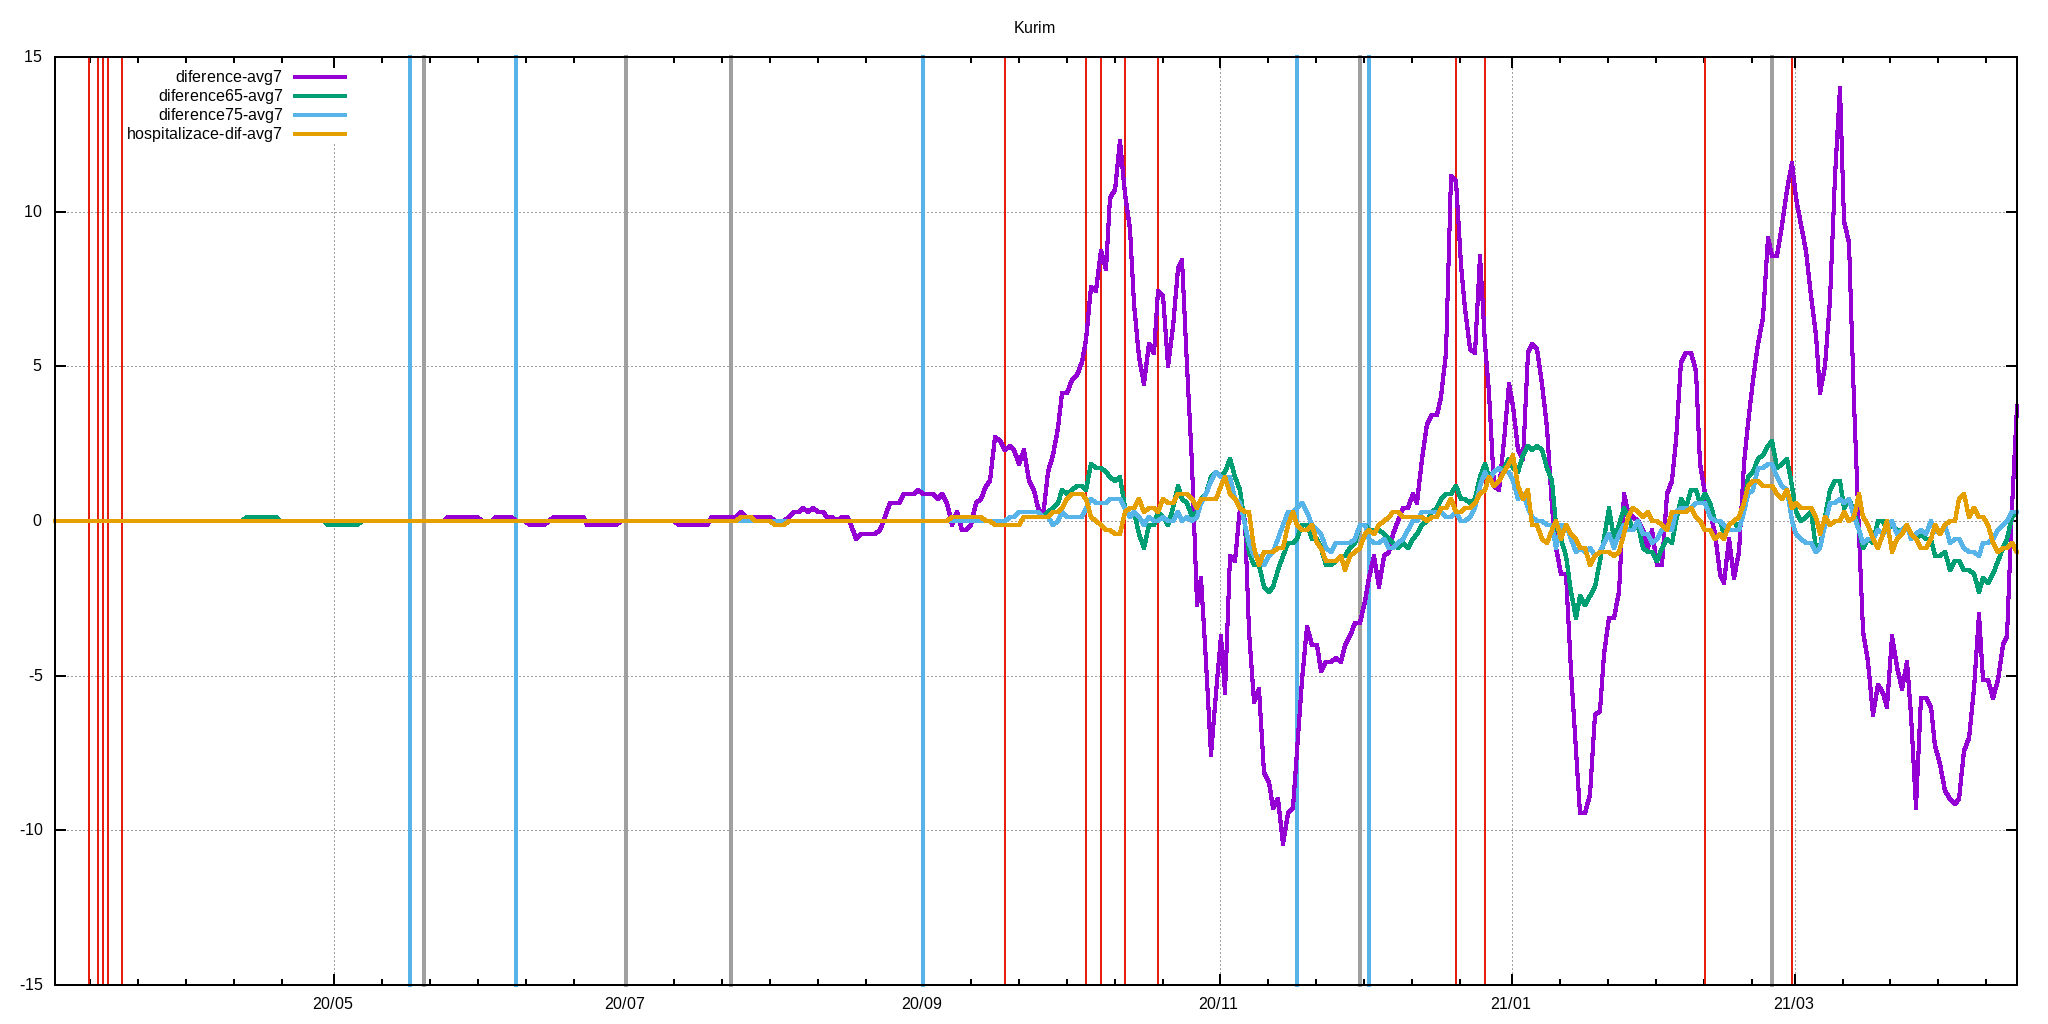 Kurim
15
diference-avg7
diference65-avg7
diference75-avg7
hospitalizace-dif-avg7
10
5
0
-5
-10
-15
20/05 20/07 20/09 20/11 21/01 21/03